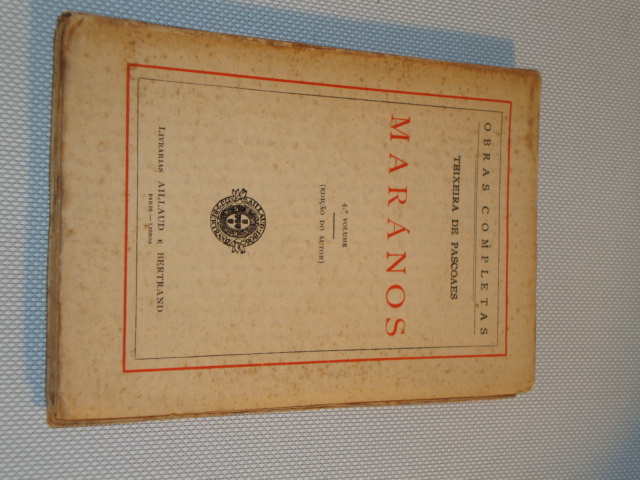 OBRAS COMPLETAS
TEIXEIRA DE PASCOAES
MARÁNOS
4.º VOLUME
(EDIÇÃO DO AUTOR)
LIVRARIAS AILLAUD E BERTRAND
PARIS — LISBOA